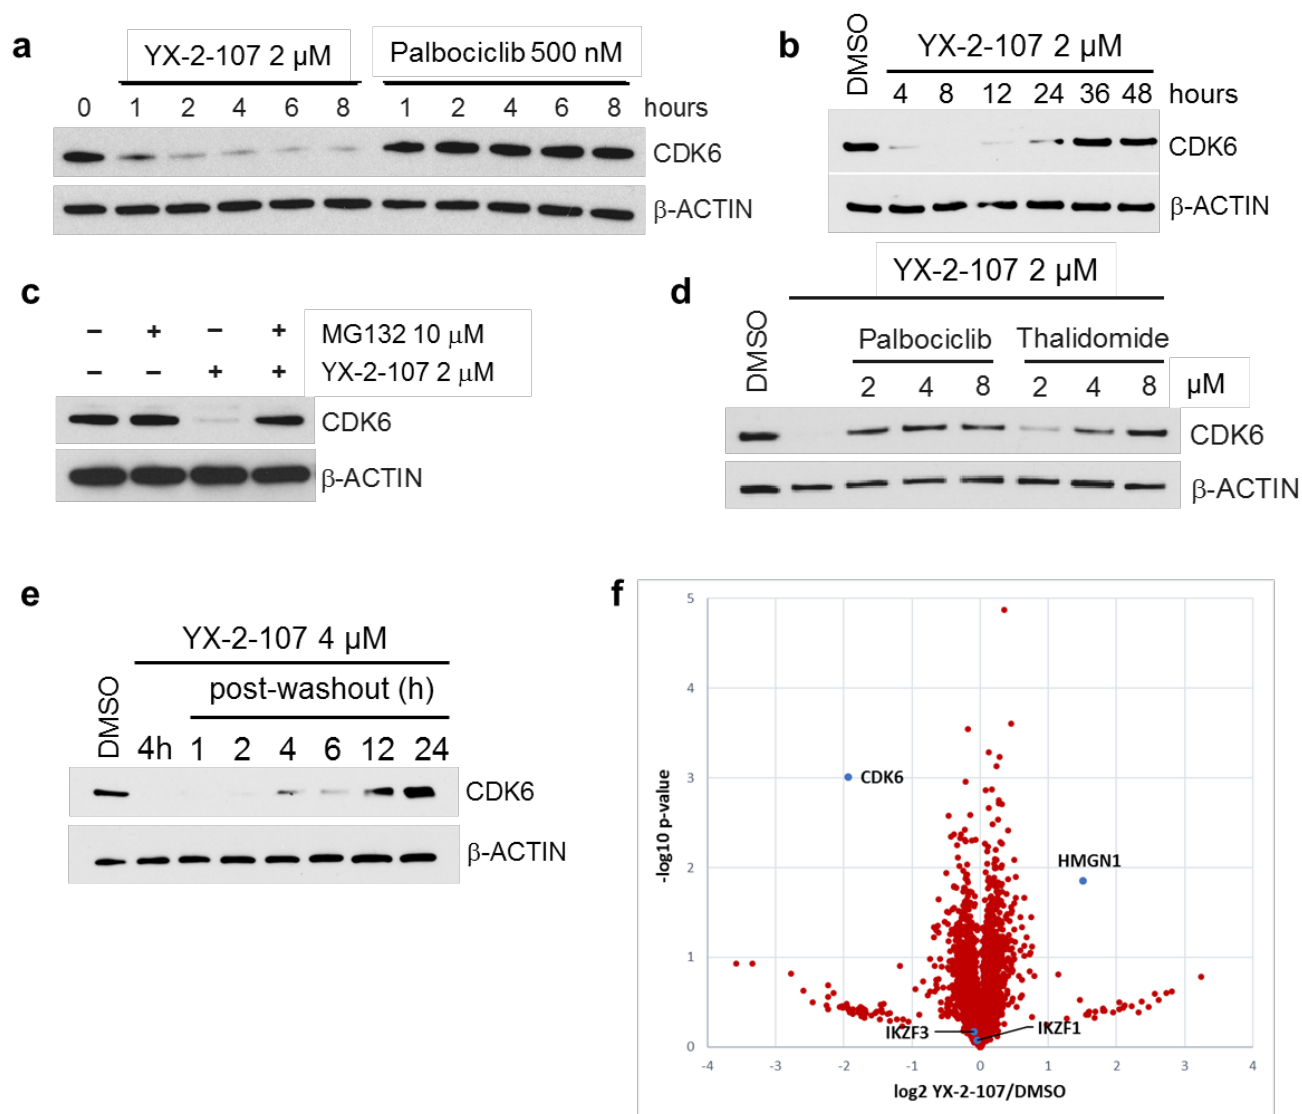 a
YX-2-107 2 µM
Palbociclib 500 nM
0 1 2 4 6 8 1 2 4 6 8 hours
CDK6
β-ACTIN
b
DMSO
YX-2-107 2 µM
4 8 12 24 36 48 hours
CDK6
β-ACTIN
c
– + – + MG132 10 µM
– – + + YX-2-107 2 µM
CDK6
β-ACTIN
d
YX-2-107 2 µM
DMSO
Palbociclib Thalidomide
2 4 8 2 4 8 µM
CDK6
β-ACTIN
e
YX-2-107 4 µM
DMSO
post-washout (h)
4h 1 2 4 6 12 24
CDK6
β-ACTIN
f
5
4
3
2
1
0
-log10 p-value
CDK6
HMGN1
IKZF3
IKZF1
-4 -3 -2 -1 0 1 2 3 4
log2 YX-2-107/DMSO